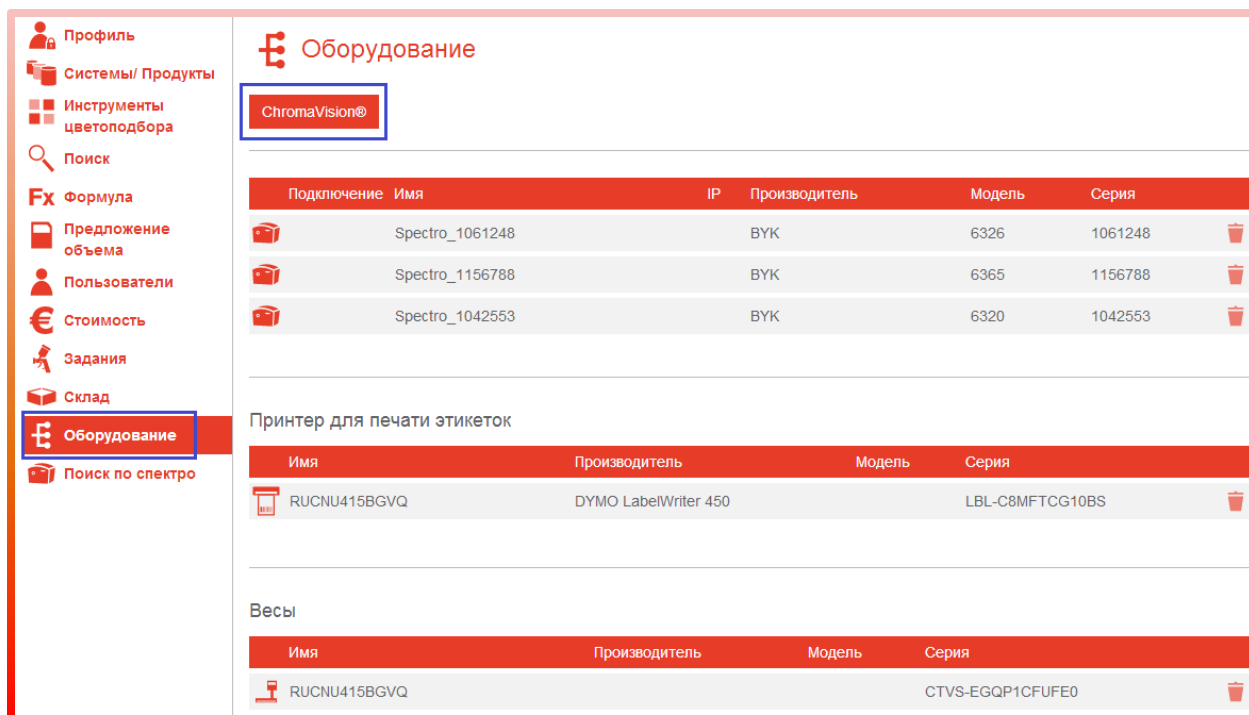 Профиль
Системы/ Продукты
Инструменты
цветоподбора
Поиск
Fx Формула
Предложение
объема
Пользователи
Стоимость
Задания
Склад
Оборудование
Поиск по спектро
Оборудование
ChromaVision®
Подключение Имя IP Производитель Модель Серия
Spectro_1061248 BYK 6326 1061248
Spectro_1156788 BYK 6365 1156788
Spectro_1042553 BYK 6320 1042553
Принтер для печати этикеток
Имя Производитель Модель Серия
RUCNU415BGVQ DYMO LabelWriter 450 LBL-C8MFTCG10BS
Весы
Имя Производитель Модель Серия
RUCNU415BGVQ CTVS-EGQP1CFUFE0